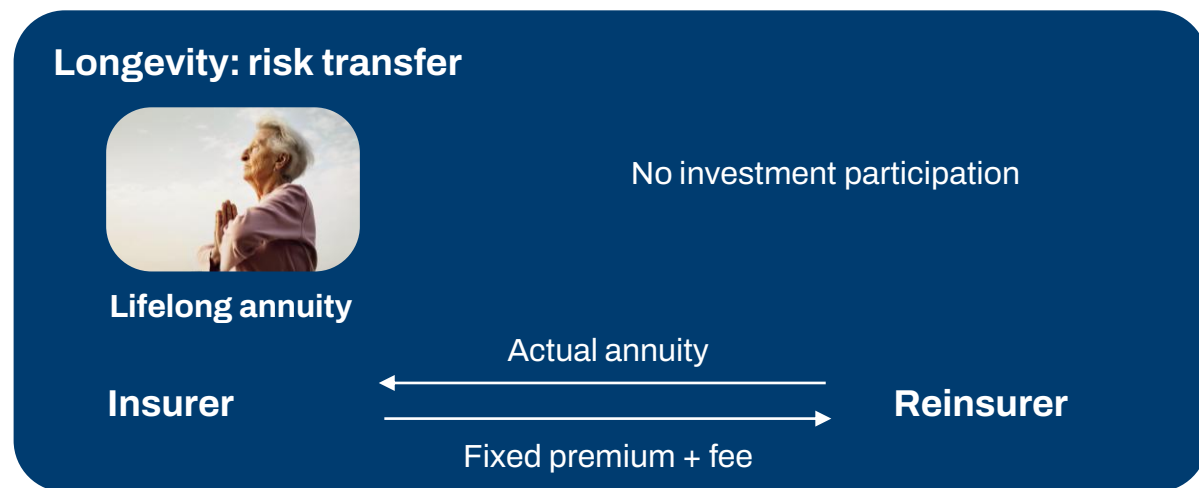 Longevity: risk transfer
No investment participation
Lifelong annuity
Actual annuity
Insurer
Reinsurer
Fixed premium + fee